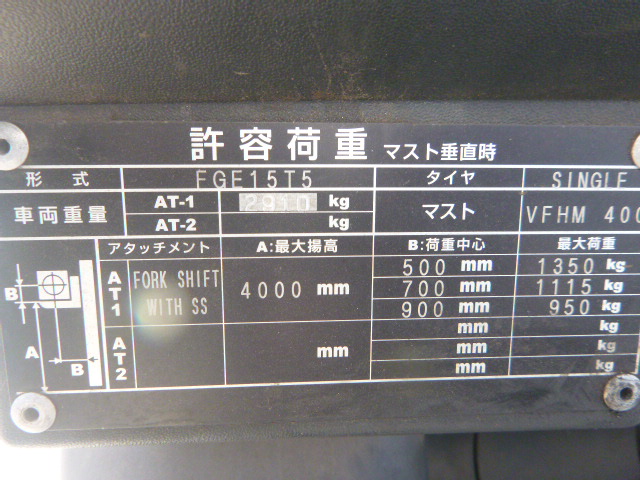 許容荷重 マスト垂直時
形式 FGE15T5 タイヤ SINGLE
車両重量 AT-1 2910 kg マスト VFHM 400
AT-2 kg
アタッチメント A:最大揚高 B:荷重中心 最大荷重
AT1 FORK SHIFT WITH SS 4000 mm 500 mm 1350 kg
700 mm 1115 kg
900 mm 950 kg
AT2 mm mm kg
mm kg
mm kg
B
A
B